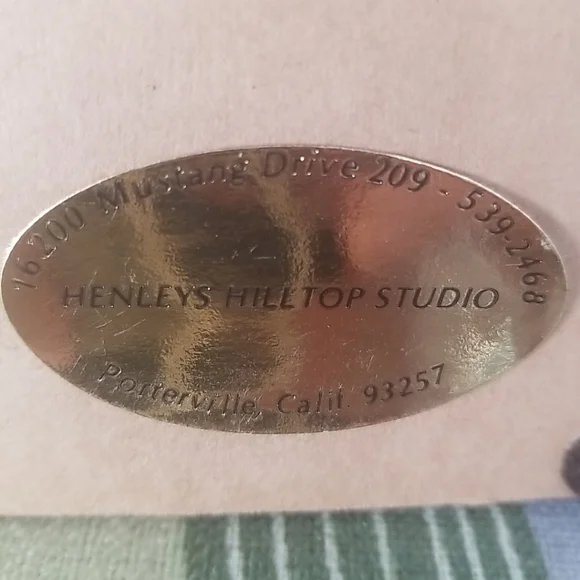 16200 Mustang Drive 209 - 539-2468
HENLEYS HILLTOP STUDIO
Porterville, Calif. 93257